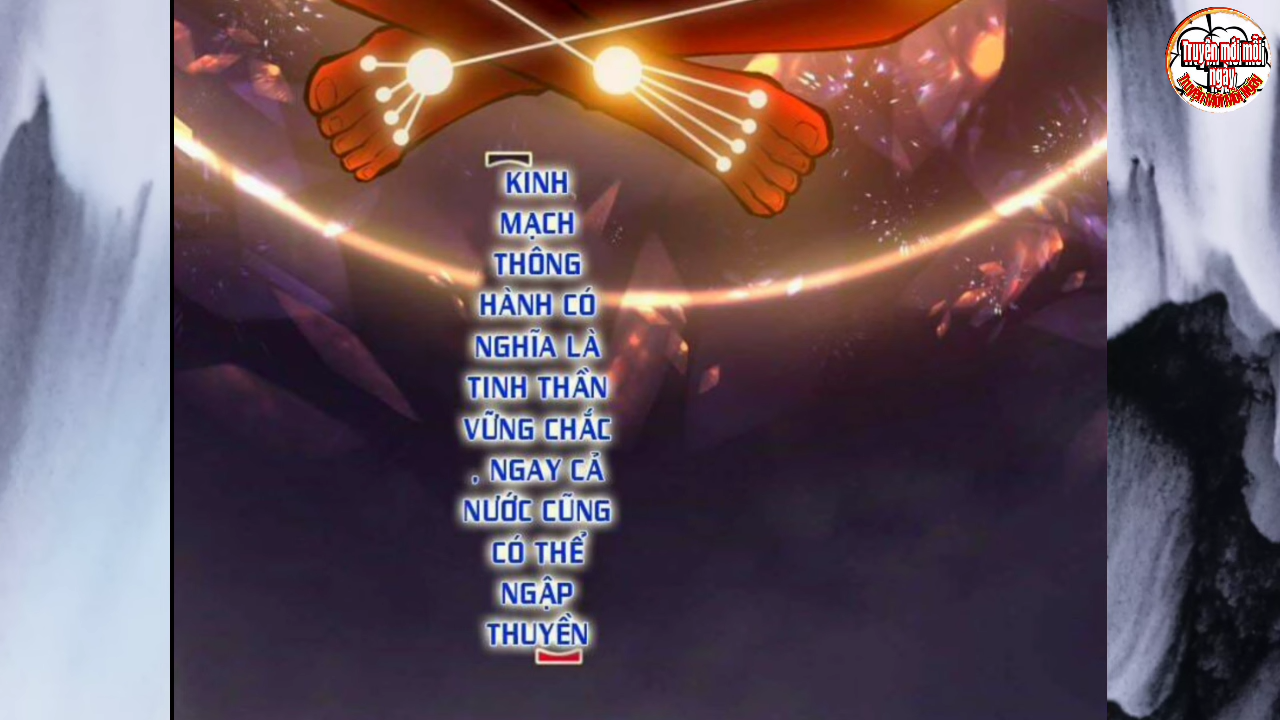 Truyện mới mỗi
ngày
KINH
MẠCH
THÔNG
HÀNH CÓ
NGHĨA LÀ
TINH THẦN
VỮNG CHẮC
, NGAY CẢ
NƯỚC CŨNG
CÓ THỂ
NGẬP
THUYỀN